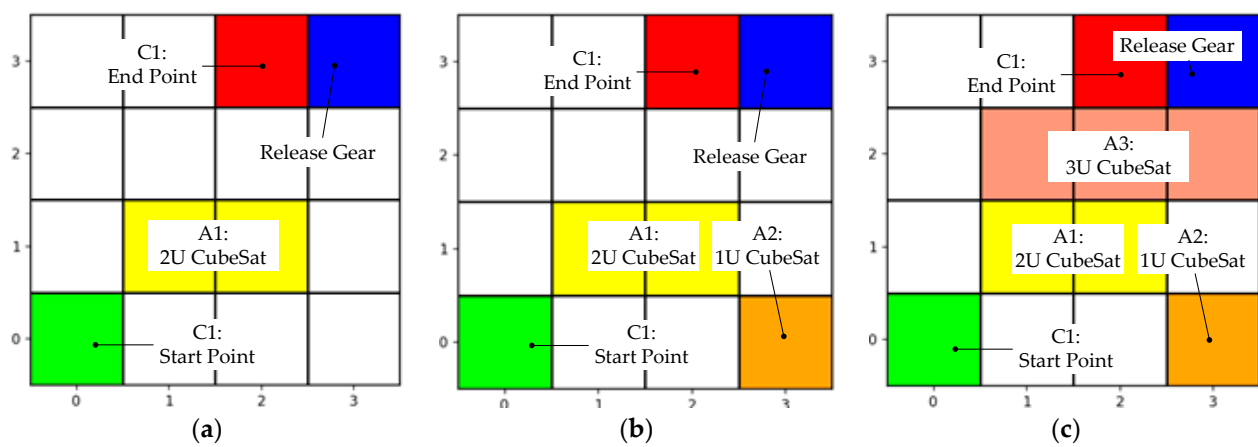 C1:
End Point
Release Gear
A1:
2U CubeSat
C1:
Start Point
3
2
1
0
0 1 2 3
(a)
C1:
End Point
Release Gear
A1:
2U CubeSat
A2:
1U CubeSat
C1:
Start Point
3
2
1
0
0 1 2 3
(b)
C1:
End Point
Release Gear
A3:
3U CubeSat
A1:
2U CubeSat
A2:
1U CubeSat
C1:
Start Point
3
2
1
0
0 1 2 3
(c)